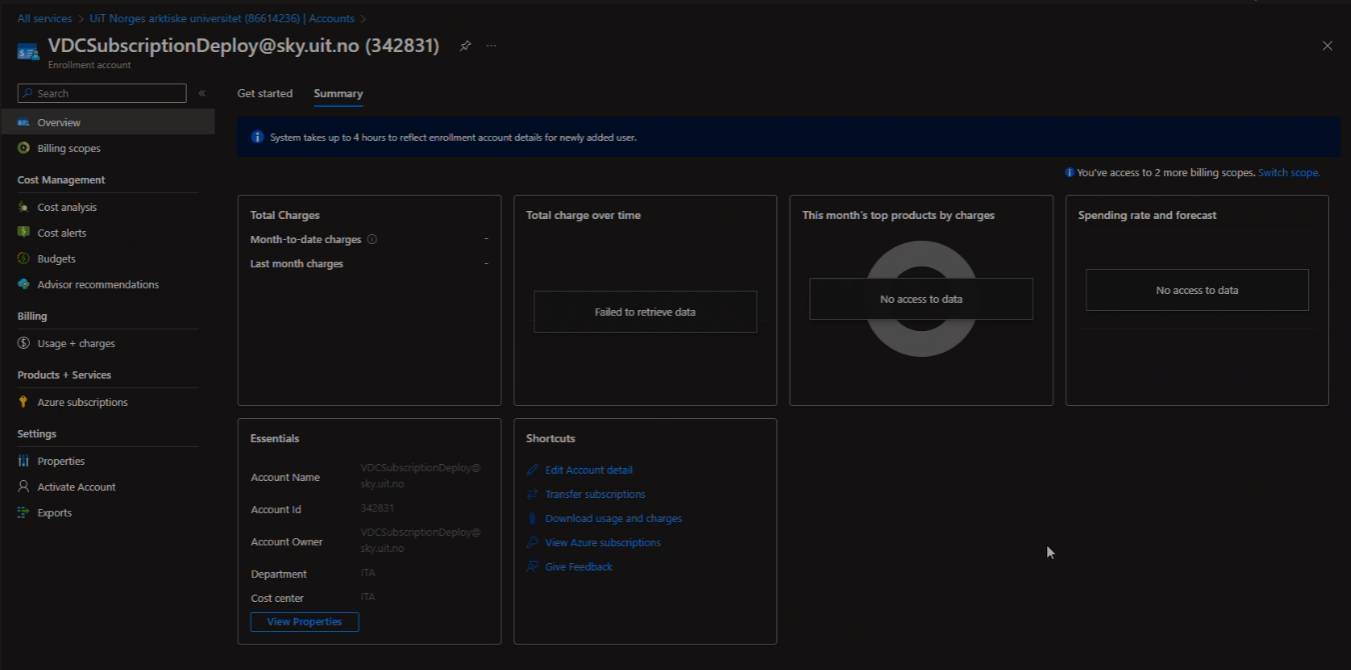 All services > UiT Norges arktiske universitet (86614236) | Accounts >
VDCSubscriptionDeploy@sky.uit.no (342831)
Enrollment account
Search
Overview
Billing scopes
Cost Management
Cost analysis
Cost alerts
Budgets
Advisor recommendations
Billing
Usage + charges
Products + Services
Azure subscriptions
Settings
Properties
Activate Account
Exports
Get started Summary
System takes up to 4 hours to reflect enrollment account details for newly added user.
You've access to 2 more billing scopes. Switch scope.
Total Charges
Month-to-date charges -
Last month charges -
Total charge over time
Failed to retrieve data
This month's top products by charges
No access to data
Spending rate and forecast
No access to data
Essentials
Account Name VDCSubscriptionDeploy@
sky.uit.no
Account Id 342831
Account Owner VDCSubscriptionDeploy@
sky.uit.no
Department ITA
Cost center ITA
View Properties
Shortcuts
Edit Account detail
Transfer subscriptions
Download usage and charges
View Azure subscriptions
Give Feedback